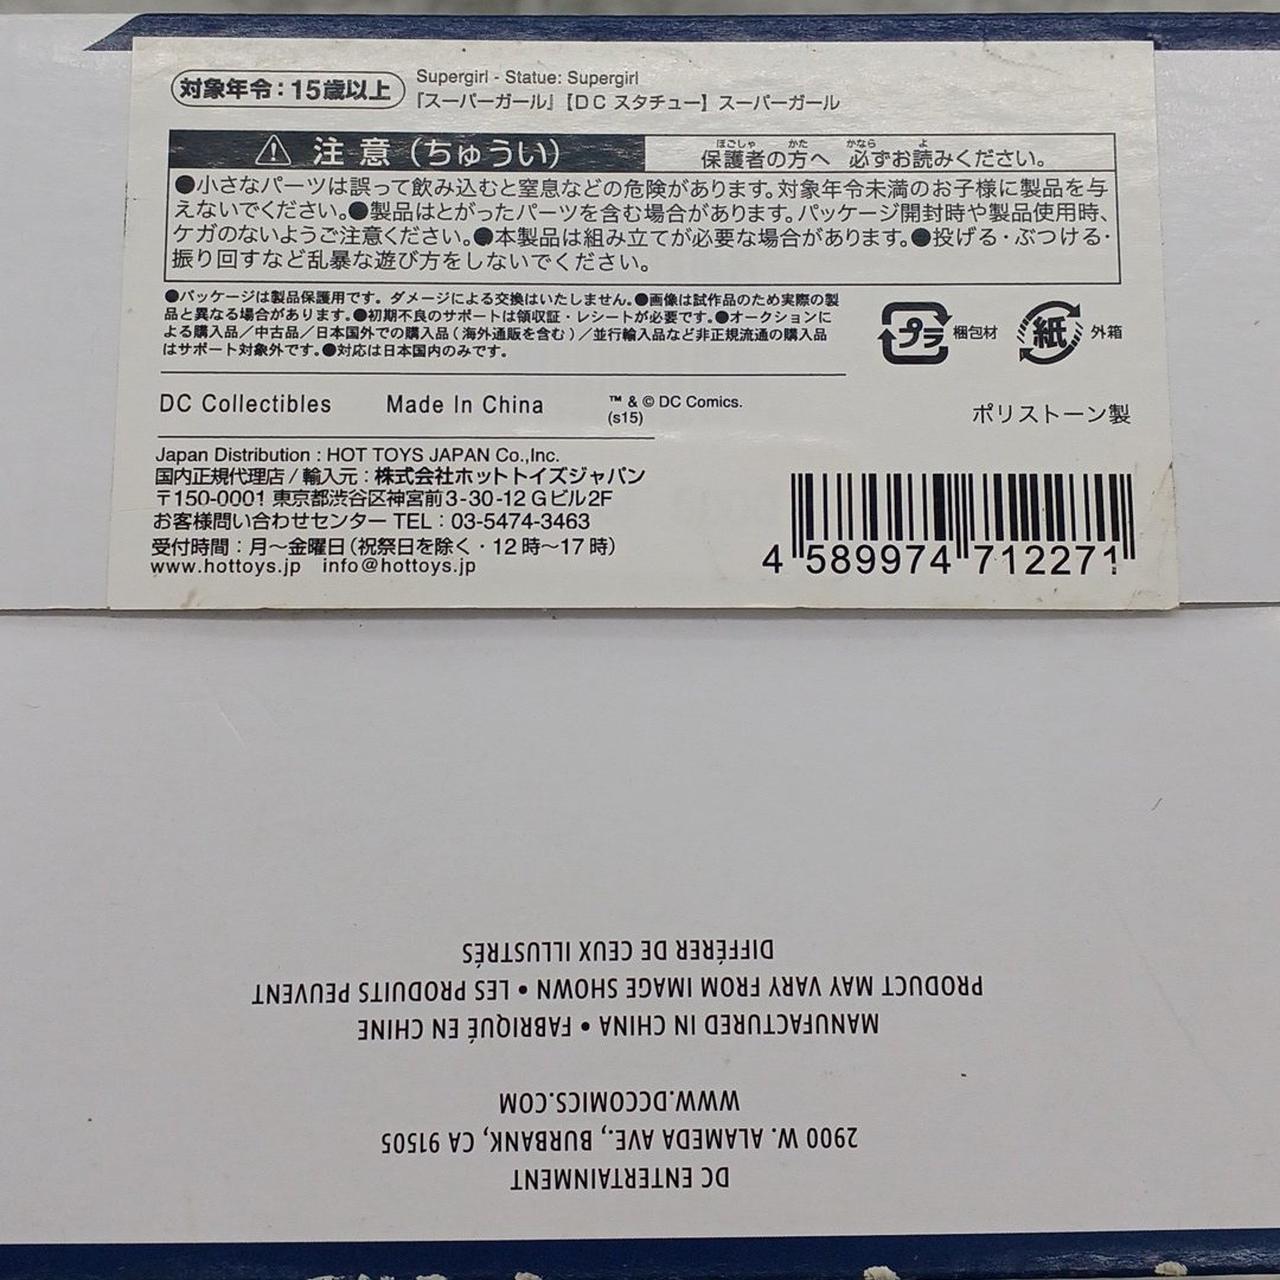 対象年令：15歳以上
Supergirl - Statue: Supergirl
『スーパーガール』【ＤＣ スタチュー】スーパーガール
注 意（ちゅうい）
保護者の方へ 必ずお読みください。
ほごしゃ かた かなら よ
●小さなパーツは誤って飲み込むと窒息などの危険があります。対象年令未満のお子様に製品を与
えないでください。●製品はとがったパーツを含む場合があります。パッケージ開封時や製品使用時、
ケガのないようご注意ください。●本製品は組み立てが必要な場合があります。●投げる・ぶつける・
振り回すなど乱暴な遊び方をしないでください。
●パッケージは製品保護用です。ダメージによる交換はいたしません。●画像は試作品のため実際の製
品と異なる場合があります。●初期不良のサポートは領収証・レシートが必要です。●オークションに
よる購入品／中古品／日本国外での購入品（海外通販を含む）／並行輸入品など非正規流通の購入品
はサポート対象外です。●対応は日本国内のみです。
プラ 梱包材
紙 外箱
DC Collectibles Made In China ™ & © DC Comics.
(s15)
ポリストーン製
Japan Distribution : HOT TOYS JAPAN Co.,Inc.
国内正規代理店 / 輸入元：株式会社ホットトイズジャパン
〒150-0001 東京都渋谷区神宮前3-30-12 Gビル2F
お客様問い合わせセンター TEL：03-5474-3463
受付時間：月〜金曜日（祝祭日を除く・12時〜17時）
www.hottoys.jp info@hottoys.jp
4 589974 712271
DC ENTERTAINMENT
2900 W. ALAMEDA AVE., BURBANK, CA 91505
WWW.DCCOMICS.COM
MANUFACTURED IN CHINA • FABRIQUÉ EN CHINE
PRODUCT MAY VARY FROM IMAGE SHOWN • LES PRODUITS PEUVENT
DIFFÉRER DE CEUX ILLUSTRÉS